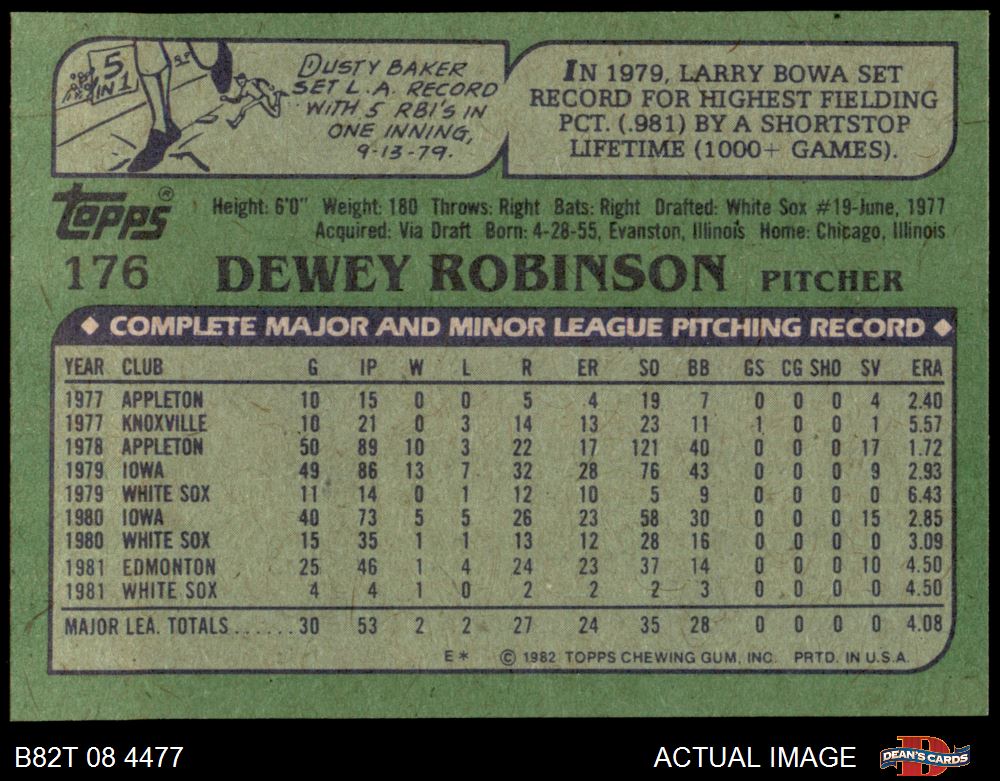 5 IN 1
DUSTY BAKER
SET L.A. RECORD
WITH 5 RBI'S IN
ONE INNING,
9-13-79.
IN 1979, LARRY BOWA SET
RECORD FOR HIGHEST FIELDING
PCT. (.981) BY A SHORTSTOP
LIFETIME (1000+ GAMES).
Topps®
Height: 6'0" Weight: 180 Throws: Right Bats: Right Drafted: White Sox #19-June, 1977
Acquired: Via Draft Born: 4-28-55, Evanston, Illinois Home: Chicago, Illinois
176 DEWEY ROBINSON PITCHER
◆ COMPLETE MAJOR AND MINOR LEAGUE PITCHING RECORD ◆
YEAR CLUB G IP W L R ER SO BB GS CG SHO SV ERA
1977 APPLETON 10 15 0 0 5 4 19 7 0 0 0 4 2.40
1977 KNOXVILLE 10 21 0 3 14 13 23 11 1 0 0 1 5.57
1978 APPLETON 50 89 10 3 22 17 121 40 0 0 0 17 1.72
1979 IOWA 49 86 13 7 32 28 76 43 0 0 0 9 2.93
1979 WHITE SOX 11 14 0 1 12 10 5 9 0 0 0 0 6.43
1980 IOWA 40 73 5 5 26 23 58 30 0 0 0 15 2.85
1980 WHITE SOX 15 35 1 1 13 12 28 16 0 0 0 0 3.09
1981 EDMONTON 25 46 1 4 24 23 37 14 0 0 0 10 4.50
1981 WHITE SOX 4 4 1 0 2 2 2 3 0 0 0 0 4.50
MAJOR LEA. TOTALS......30 53 2 2 27 24 35 28 0 0 0 0 4.08
E* © 1982 TOPPS CHEWING GUM, INC. PRTD. IN U.S.A.
B82T 08 4477 ACTUAL IMAGE DEAN'S CARDS